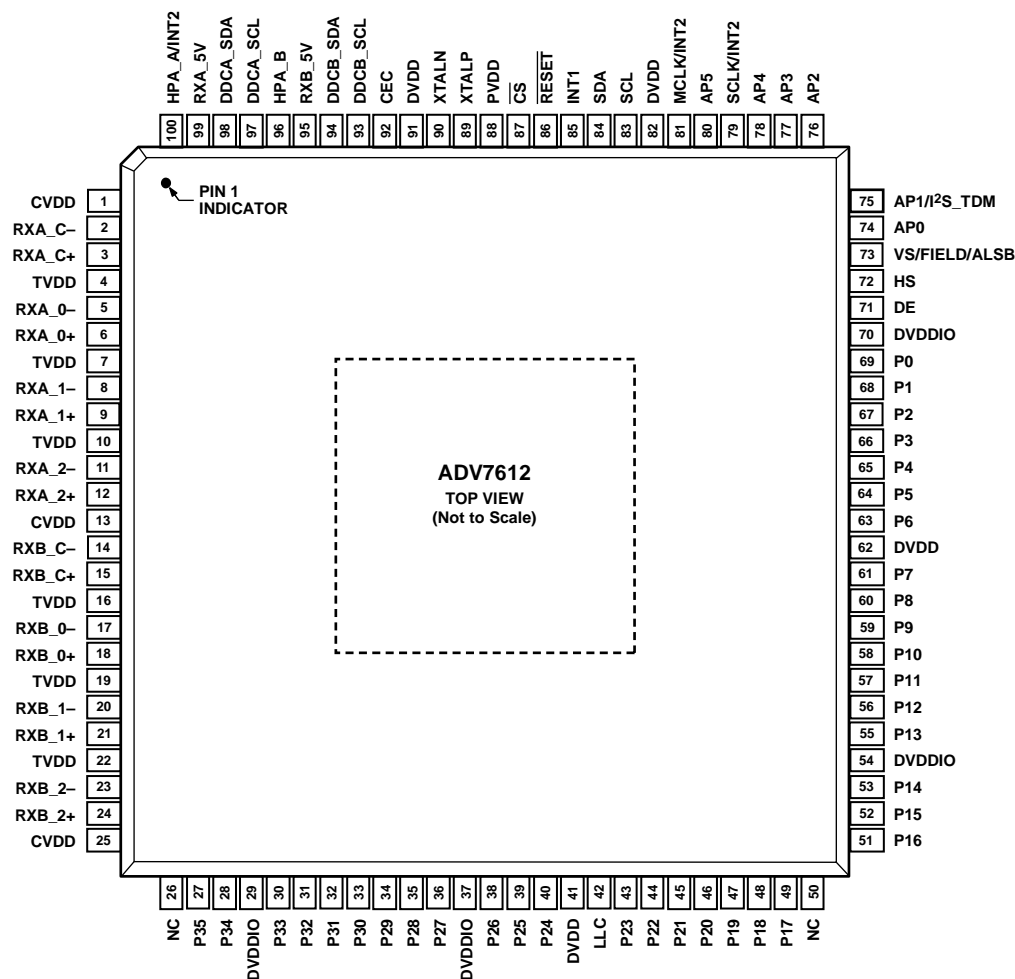 HPA_A/INT2
RXA_5V
DDCA_SDA
DDCA_SCL
HPA_B
RXB_5V
DDCB_SDA
DDCB_SCL
CEC
DVDD
XTALN
XTALP
PVDD
CS
RESET
INT1
SDA
SCL
DVDD
MCLK/INT2
AP5
SCLK/INT2
AP4
AP3
AP2
100 99 98 97 96 95 94 93 92 91 90 89 88 87 86 85 84 83 82 81 80 79 78 77 76
PIN 1
INDICATOR
CVDD 1
RXA_C– 2
RXA_C+ 3
TVDD 4
RXA_0– 5
RXA_0+ 6
TVDD 7
RXA_1– 8
RXA_1+ 9
TVDD 10
RXA_2– 11
RXA_2+ 12
CVDD 13
RXB_C– 14
RXB_C+ 15
TVDD 16
RXB_0– 17
RXB_0+ 18
TVDD 19
RXB_1– 20
RXB_1+ 21
TVDD 22
RXB_2– 23
RXB_2+ 24
CVDD 25
ADV7612
TOP VIEW
(Not to Scale)
75 AP1/I2S_TDM
74 AP0
73 VS/FIELD/ALSB
72 HS
71 DE
70 DVDDIO
69 P0
68 P1
67 P2
66 P3
65 P4
64 P5
63 P6
62 DVDD
61 P7
60 P8
59 P9
58 P10
57 P11
56 P12
55 P13
54 DVDDIO
53 P14
52 P15
51 P16
26 27 28 29 30 31 32 33 34 35 36 37 38 39 40 41 42 43 44 45 46 47 48 49 50
NC
P35
P34
DVDDIO
P33
P32
P31
P30
P29
P28
P27
DVDDIO
P26
P25
P24
DVDD
LLC
P23
P22
P21
P20
P19
P18
P17
NC